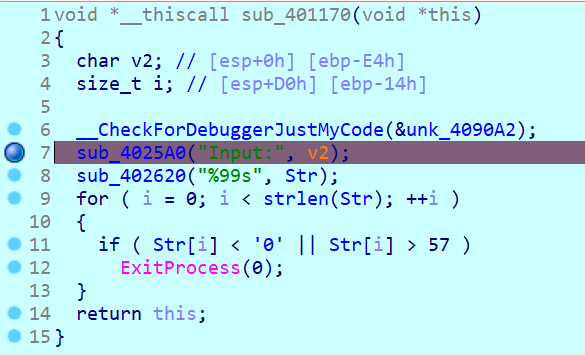 1 void *__thiscall sub_401170(void *this)
2 {
3   char v2; // [esp+0h] [ebp-E4h]
4   size_t i; // [esp+D0h] [ebp-14h]
5
6   __CheckForDebuggerJustMyCode(&unk_4090A2);
7   sub_4025A0("Input:", v2);
8   sub_402620("%99s", Str);
9   for ( i = 0; i < strlen(Str); ++i )
10   {
11     if ( Str[i] < '0' || Str[i] > 57 )
12       ExitProcess(0);
13   }
14   return this;
15 }